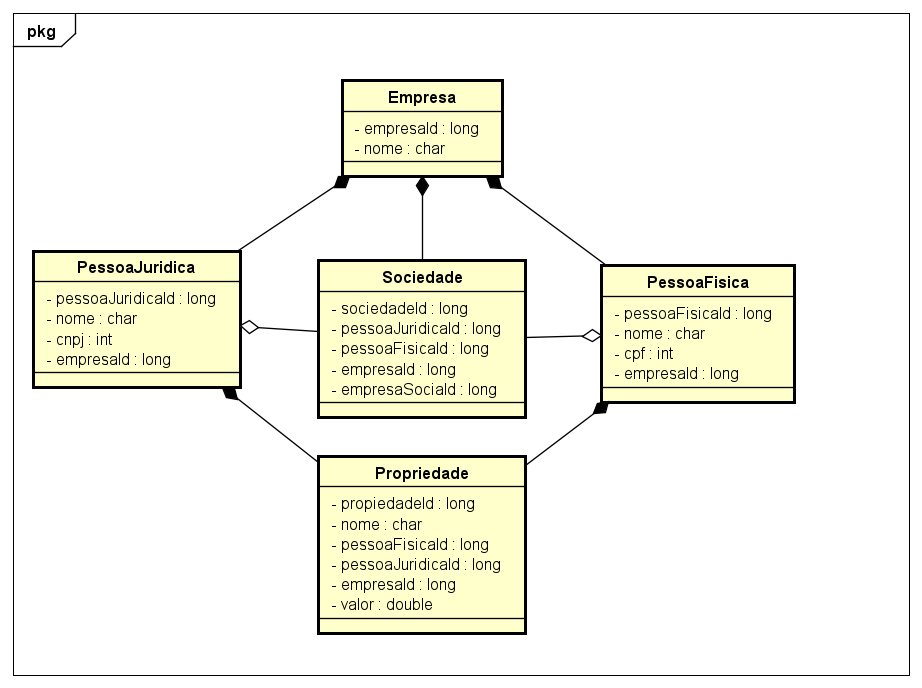 pkg
Empresa
- empresaId : long
- nome : char
PessoaJuridica
- pessoaJuridicaId : long
- nome : char
- cnpj : int
- empresaId : long
Sociedade
- sociedadeId : long
- pessoaJuridicaId : long
- pessoaFisicaId : long
- empresaId : long
- empresaSociaId : long
PessoaFisica
- pessoaFisicaId : long
- nome : char
- cpf : int
- empresaId : long
Propriedade
- propiedadeId : long
- nome : char
- pessoaFisicaId : long
- pessoaJuridicaId : long
- empresaId : long
- valor : double